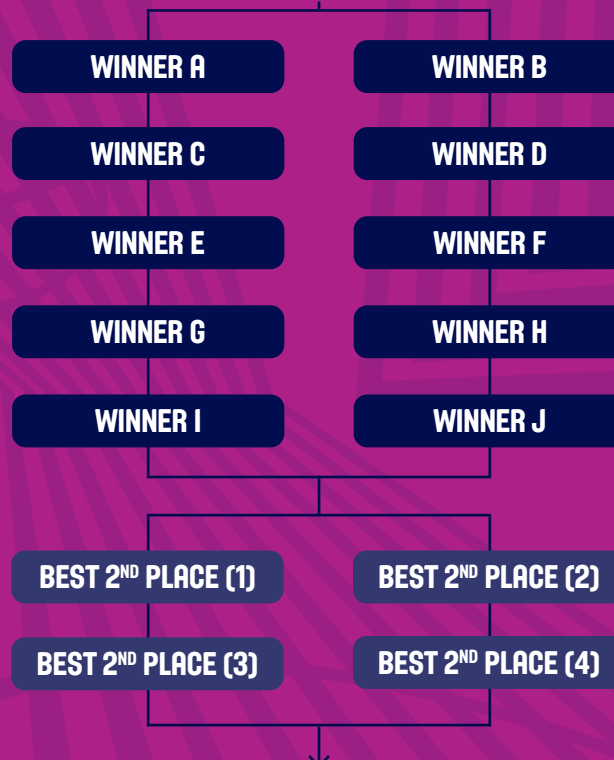 WINNER A
WINNER B
WINNER C
WINNER D
WINNER E
WINNER F
WINNER G
WINNER H
WINNER I
WINNER J
BEST 2ND PLACE (1)
BEST 2ND PLACE (2)
BEST 2ND PLACE (3)
BEST 2ND PLACE (4)